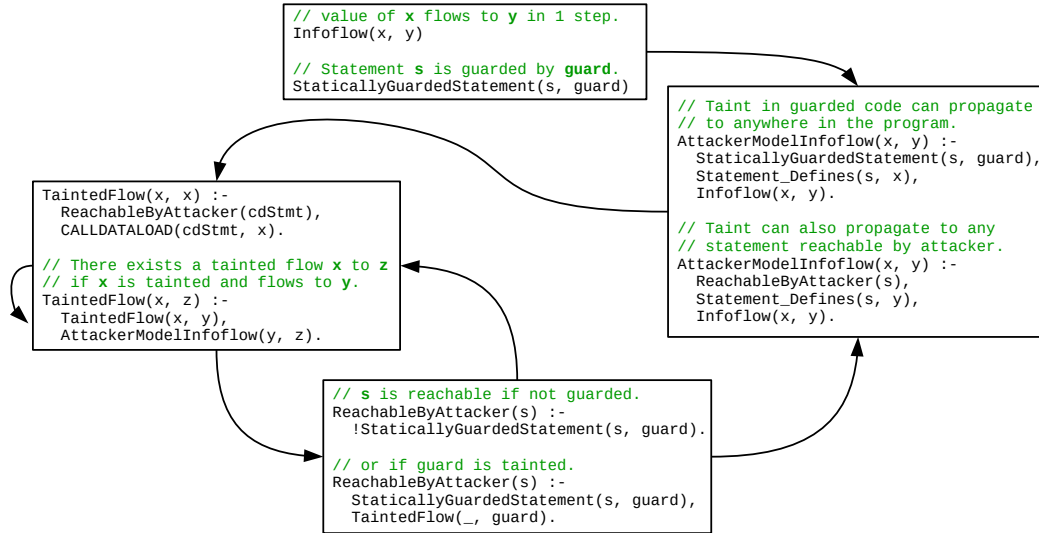 // value of x flows to y in 1 step.
Infoflow(x, y)
// Statement s is guarded by guard.
StaticallyGuardedStatement(s, guard)
// Taint in guarded code can propagate
// to anywhere in the program.
AttackerModelInfoflow(x, y) :-
  StaticallyGuardedStatement(s, guard),
  Statement_Defines(s, x),
  Infoflow(x, y).
// Taint can also propagate to any
// statement reachable by attacker.
AttackerModelInfoflow(x, y) :-
  ReachableByAttacker(s),
  Statement_Defines(s, y),
  Infoflow(x, y).
TaintedFlow(x, x) :-
  ReachableByAttacker(cdStmt),
  CALLDATALOAD(cdStmt, x).
// There exists a tainted flow x to z
// if x is tainted and flows to y.
TaintedFlow(x, z) :-
  TaintedFlow(x, y),
  AttackerModelInfoflow(y, z).
// s is reachable if not guarded.
ReachableByAttacker(s) :-
  !StaticallyGuardedStatement(s, guard).
// or if guard is tainted.
ReachableByAttacker(s) :-
  StaticallyGuardedStatement(s, guard),
  TaintedFlow(_, guard).